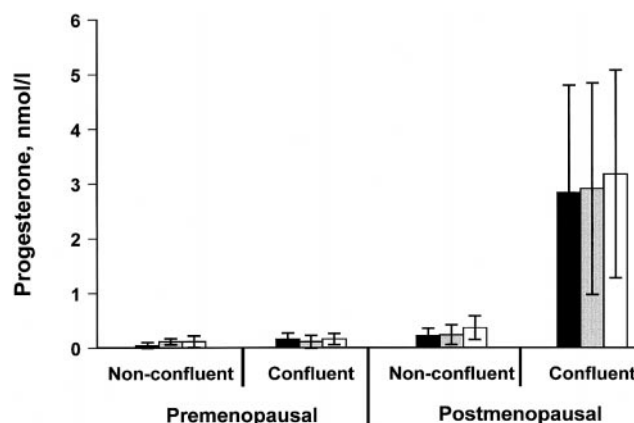 Progesterone, nmol/l
6
5
4
3
2
1
0
Non-confluent Confluent Non-confluent Confluent
Premenopausal Postmenopausal